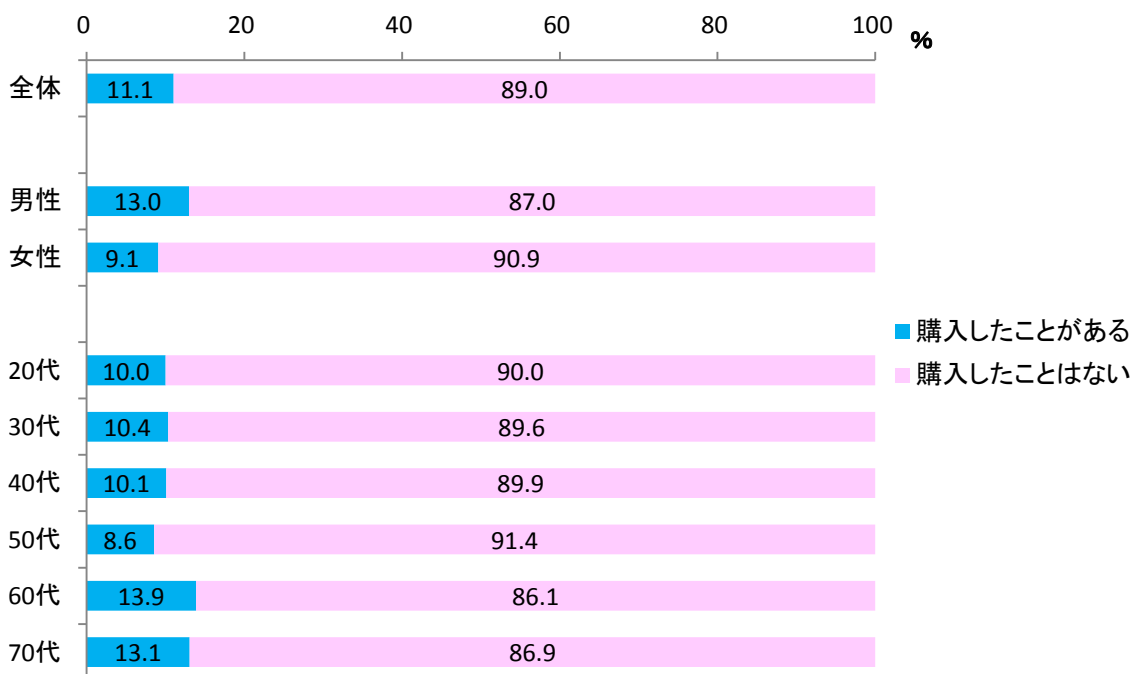 0 20 40 60 80 100
%
全体 11.1 89.0
男性 13.0 87.0
女性 9.1 90.9
購入したことがある
購入したことはない
20代 10.0 90.0
30代 10.4 89.6
40代 10.1 89.9
50代 8.6 91.4
60代 13.9 86.1
70代 13.1 86.9